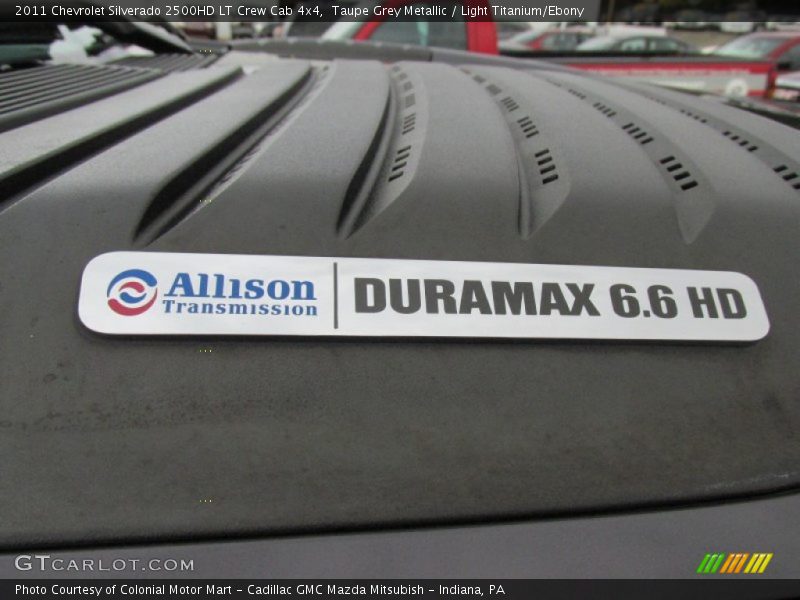 2011 Chevrolet Silverado 2500HD LT Crew Cab 4x4, Taupe Grey Metallic / Light Titanium/Ebony
Allison
Transmission
DURAMAX 6.6 HD
GTCARLOT.COM
Photo Courtesy of Colonial Motor Mart - Cadillac GMC Mazda Mitsubish - Indiana, PA